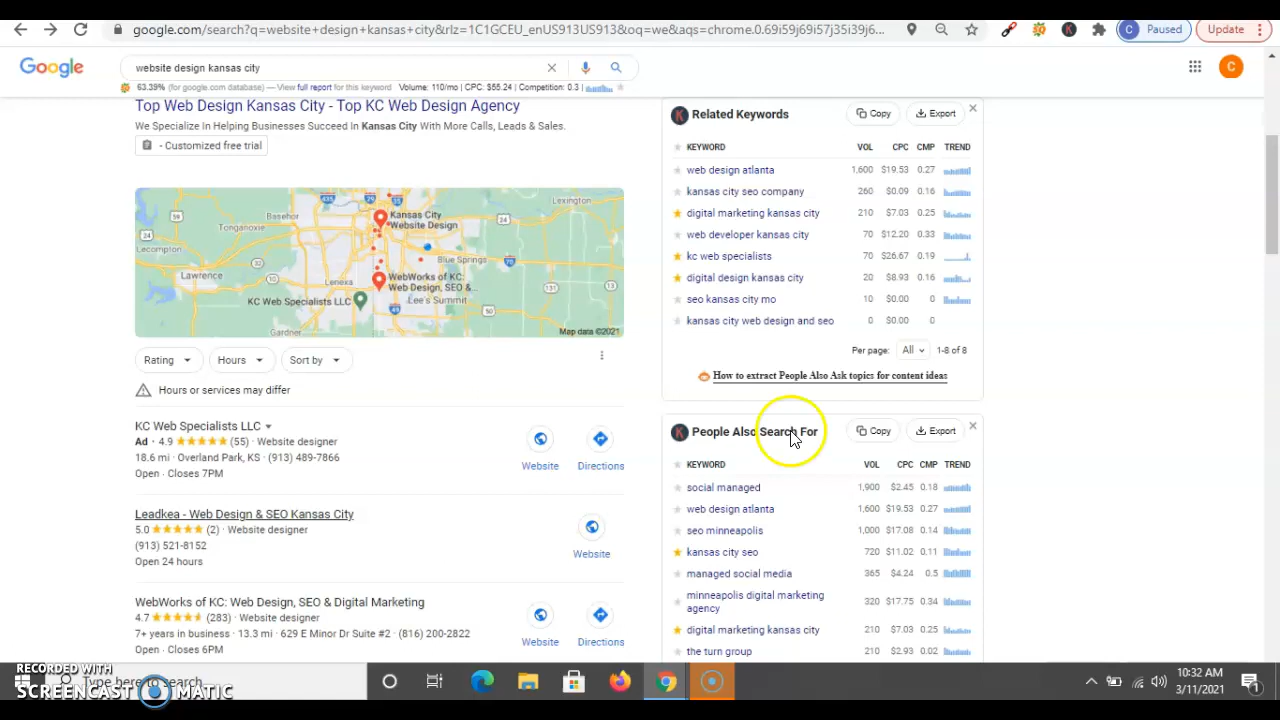 google.com/search?q=website+design+kansas+city&rlz=1C1GCEU_enUS913US913&oq=we&aqs=chrome.0.69i59j69i57j35i39j6...
C Paused
Update
Google
website design kansas city
C
63.39% (for google.com database) — View full report for this keyword Volume: 110/mo | CPC: $55.24 | Competition: 0.3 |
Top Web Design Kansas City - Top KC Web Design Agency
We Specialize In Helping Businesses Succeed In Kansas City With More Calls, Leads & Sales.
- Customized free trial
Basehor
Tonganoxie
Lecompton
Lawrence
Lenexa
Gardner
Kansas City
Website Design
Blue Springs
Lexington
WebWorks of KC:
Web Design, SEO &...
Lee's Summit
KC Web Specialists LLC
Map data ©2021
Rating
Hours
Sort by
Hours or services may differ
KC Web Specialists LLC
Ad · 4.9 (55) · Website designer
18.6 mi · Overland Park, KS · (913) 489-7866
Open · Closes 7PM
Website
Directions
Leadkea - Web Design & SEO Kansas City
5.0 (2) · Website designer
(913) 521-8152
Open 24 hours
Website
WebWorks of KC: Web Design, SEO & Digital Marketing
4.7 (283) · Website designer
7+ years in business · 13.3 mi · 629 E Minor Dr Suite #2 · (816) 200-2822
Open · Closes 6PM
Website
Directions
K Related Keywords
Copy
Export
KEYWORD VOL CPC CMP TREND
web design atlanta 1,600 $19.53 0.27
kansas city seo company 260 $0.09 0.16
digital marketing kansas city 210 $7.03 0.25
web developer kansas city 70 $12.20 0.33
kc web specialists 70 $26.67 0.19
digital design kansas city 20 $8.93 0.16
seo kansas city mo 10 $0.00 0
kansas city web design and seo 0 $0.00 0
Per page: All 1-8 of 8
How to extract People Also Ask topics for content ideas
K People Also Search For
Copy
Export
KEYWORD VOL CPC CMP TREND
social managed 1,900 $2.45 0.18
web design atlanta 1,600 $19.53 0.27
seo minneapolis 1,000 $17.08 0.14
kansas city seo 720 $11.02 0.11
managed social media 365 $4.24 0.5
minneapolis digital marketing
agency 320 $17.75 0.34
digital marketing kansas city 210 $7.03 0.25
the turn group 210 $2.93 0.02
RECORDED WITH
SCREENCAST MATIC
Type here to search
10:32 AM
3/11/2021
1